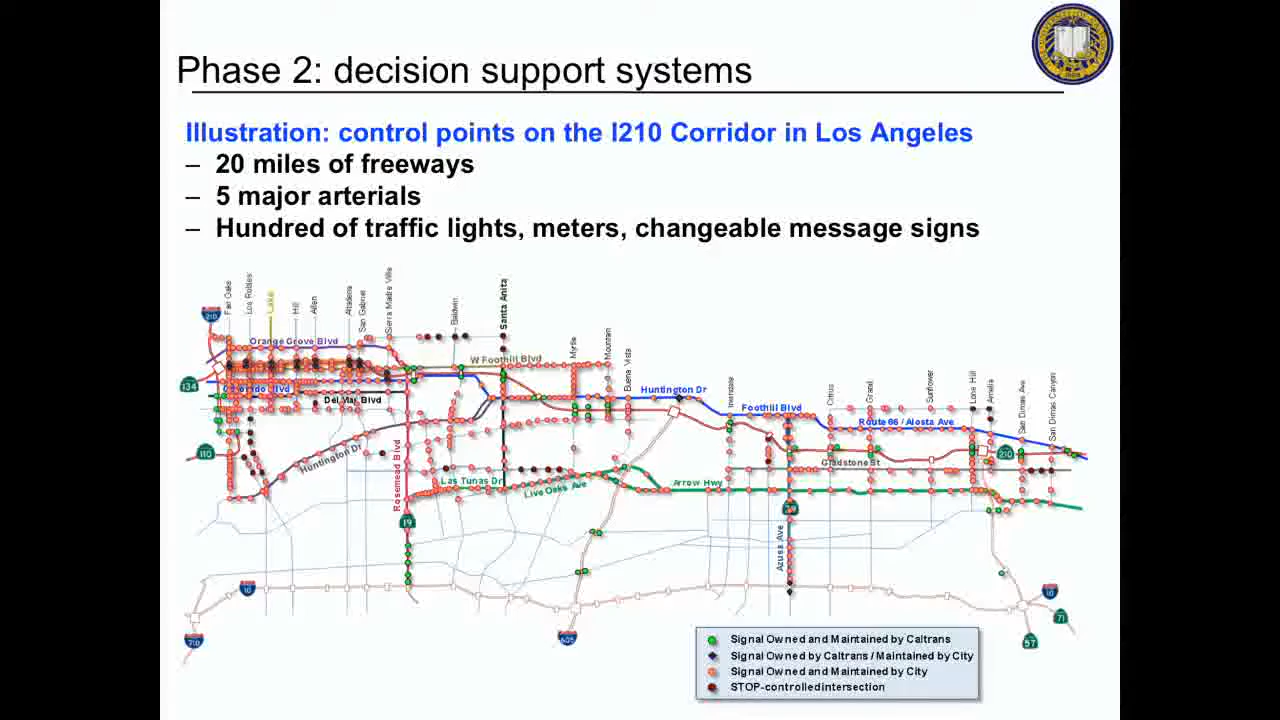 Phase 2: decision support systems
Illustration: control points on the I210 Corridor in Los Angeles
– 20 miles of freeways
– 5 major arterials
– Hundred of traffic lights, meters, changeable message signs
Fair Oaks
Los Robles
Lake
Hill
Allen
Altadena
San Gabriel
Sierra Madre Villa
Baldwin
Santa Anita
Myrtle
Mountain
Buena Vista
Irwindale
Citrus
Grand
Sunflower
Lone Hill
Amelia
San Dimas Ave
San Dimas Canyon
210
Orange Grove Blvd
W Foothill Blvd
134
Colorado Blvd
Huntington Dr
Del Mar Blvd
Foothill Blvd
Route 66 / Alosta Ave
110
Huntington Dr
Rosemead Blvd
210
Gladstone St
Las Tunas Dr
Live Oaks Ave
Arrow Hwy
19
39
Azusa Ave
10
10
710
605
57
71
Signal Owned and Maintained by Caltrans
Signal Owned by Caltrans / Maintained by City
Signal Owned and Maintained by City
STOP-controlled intersection